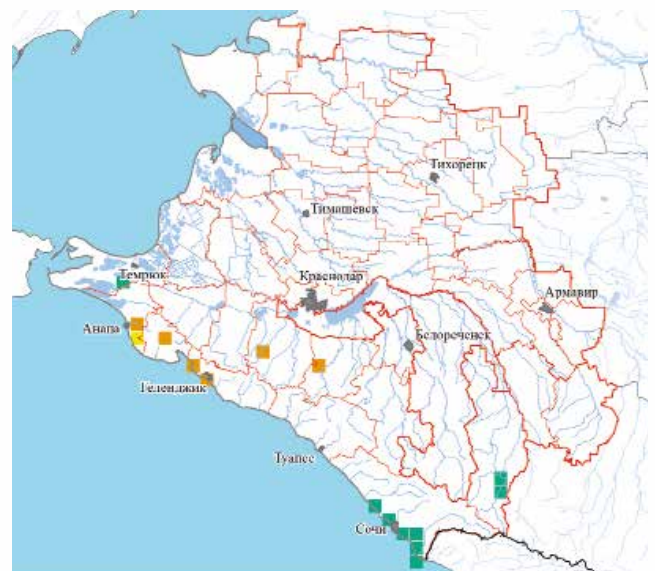 Тихорецк
Тимашевск
Темрюк
Краснодар
Армавир
Анапа
Белореченск
Геленджик
Туапсе
Сочи